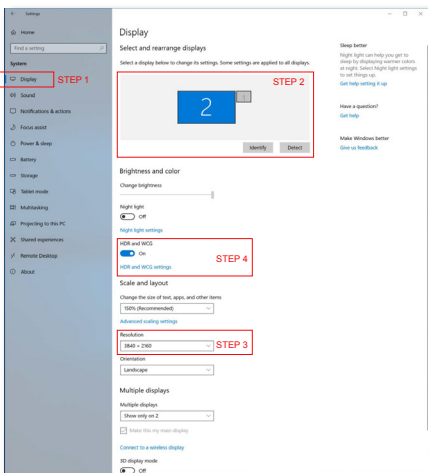 Settings
Home
Find a setting
System
Display
STEP 1
Sound
Notifications & actions
Focus assist
Power & sleep
Battery
Storage
Tablet mode
Multitasking
Projecting to this PC
Shared experiences
Remote Desktop
About
Display
Select and rearrange displays
Select a display below to change its settings. Some settings are applied to all displays.
STEP 2
2
1
Identify
Detect
Brightness and color
Change brightness
Night light
Off
Night light settings
HDR and WCG
On
STEP 4
HDR and WCG settings
Scale and layout
Change the size of text, apps, and other items
150% (Recommended)
Advanced scaling settings
Resolution
3840 × 2160
STEP 3
Orientation
Landscape
Multiple displays
Multiple displays
Show only on 2
Make this my main display
Connect to a wireless display
3D display mode
Off
Sleep better
Night light can help you get to
sleep by displaying warmer colors
at night. Select Night light settings
to set things up.
Get help setting it up
Have a question?
Get help
Make Windows better
Give us feedback